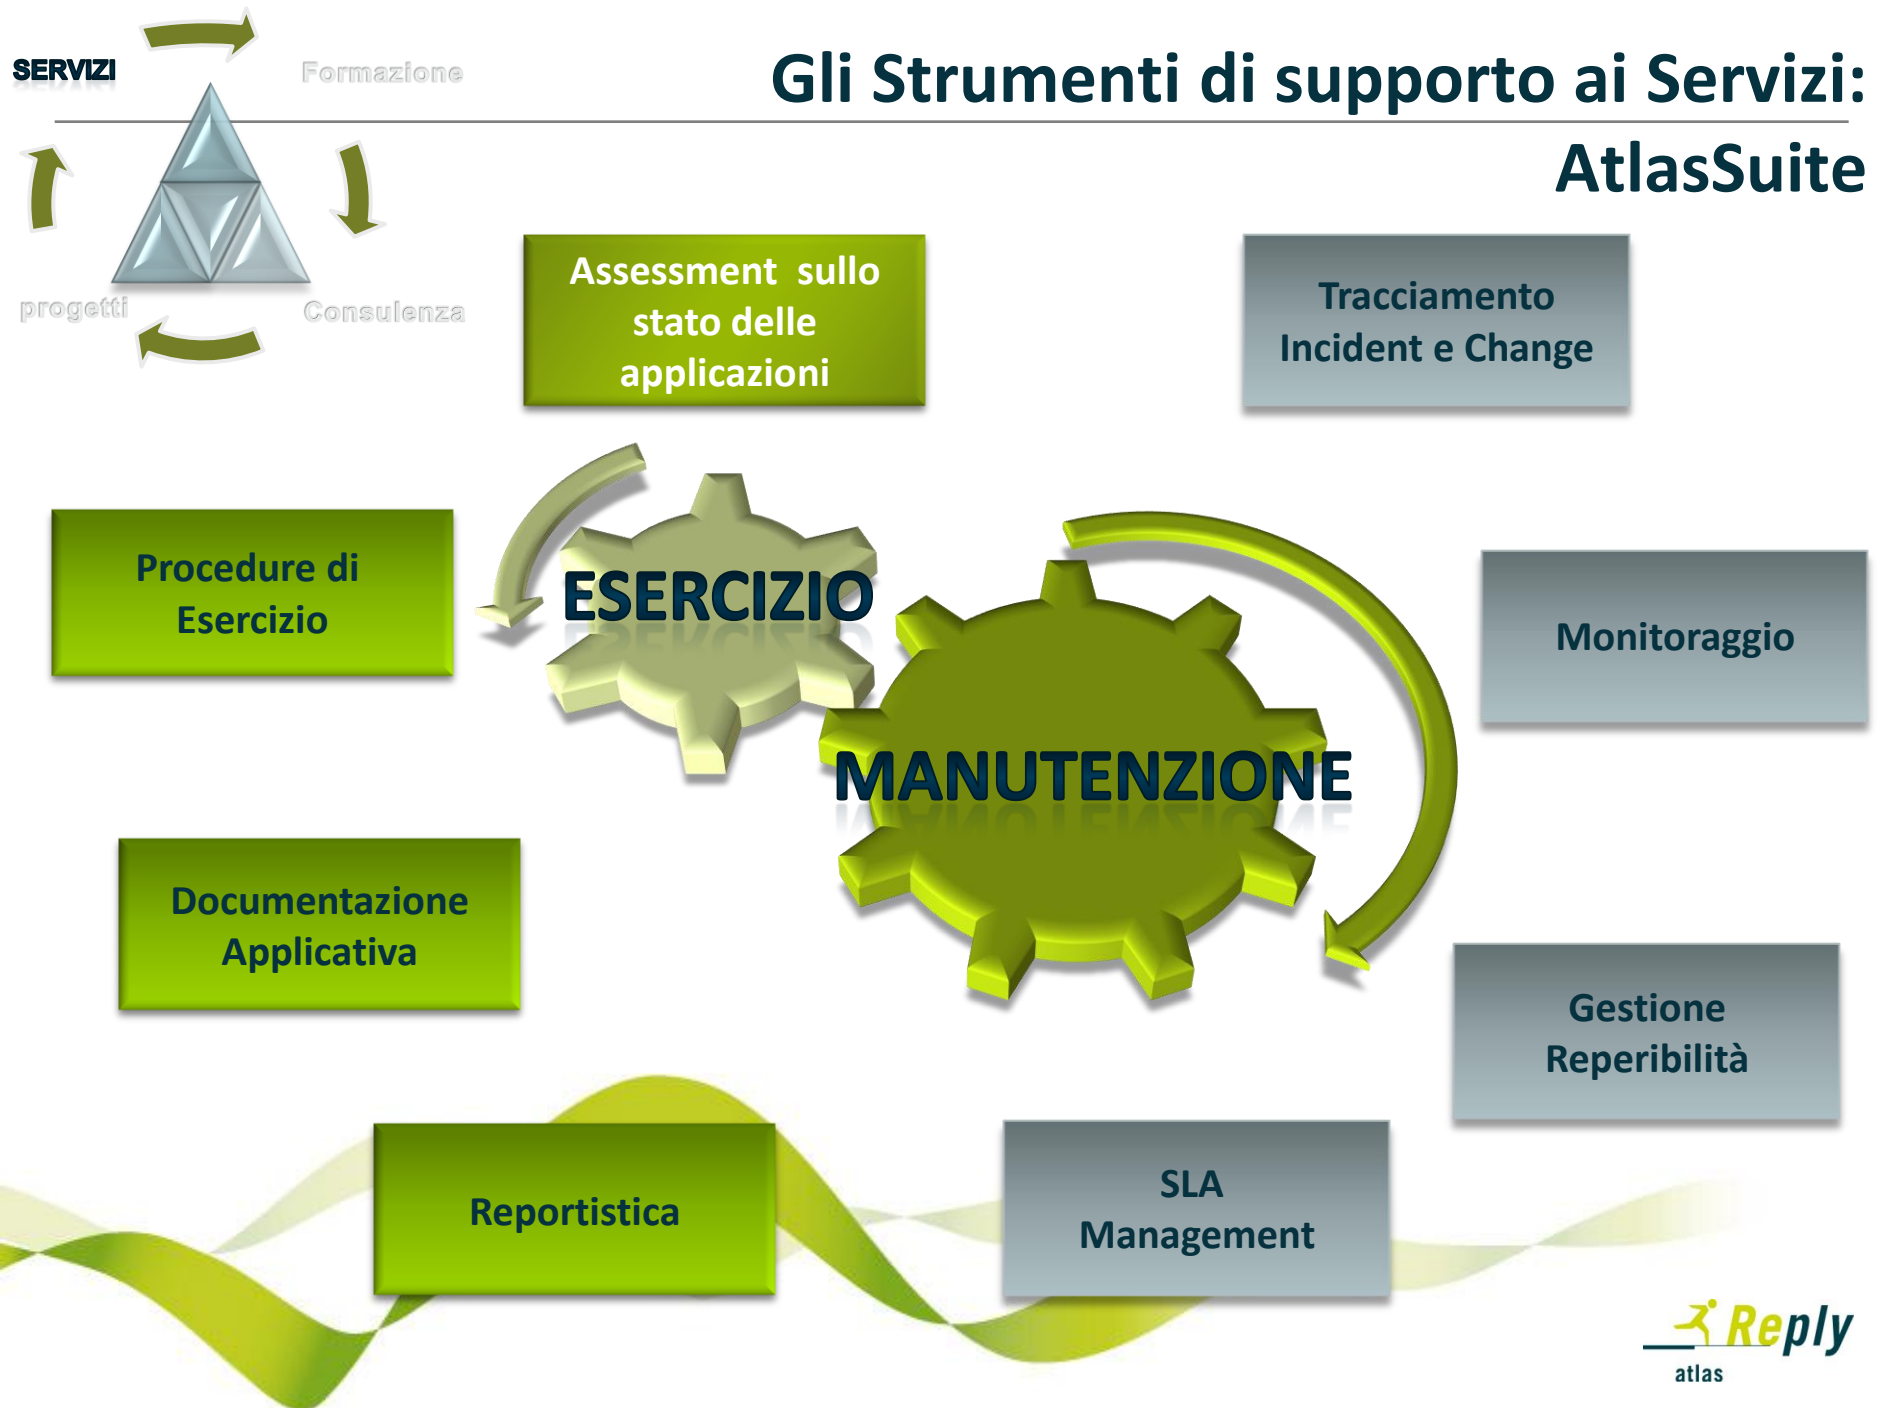 SERVIZI
Formazione
progetti
Consulenza
Gli Strumenti di supporto ai Servizi:
AtlasSuite
Assessment sullo
stato delle
applicazioni
Tracciamento
Incident e Change
Procedure di
Esercizio
ESERCIZIO
MANUTENZIONE
Monitoraggio
Documentazione
Applicativa
Gestione
Reperibilità
Reportistica
SLA
Management
Reply
atlas